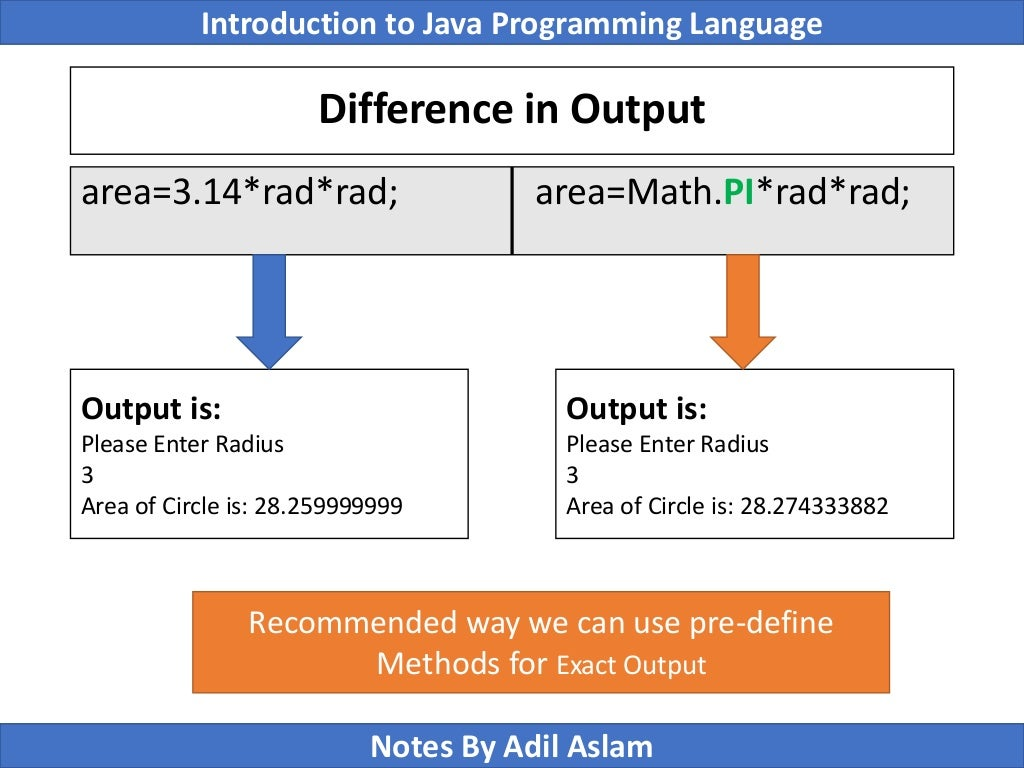 Introduction to Java Programming Language
Difference in Output
area=3.14*rad*rad;
area=Math.PI*rad*rad;
Output is:
Please Enter Radius
3
Area of Circle is: 28.259999999
Output is:
Please Enter Radius
3
Area of Circle is: 28.274333882
Recommended way we can use pre-define
Methods for Exact Output
Notes By Adil Aslam